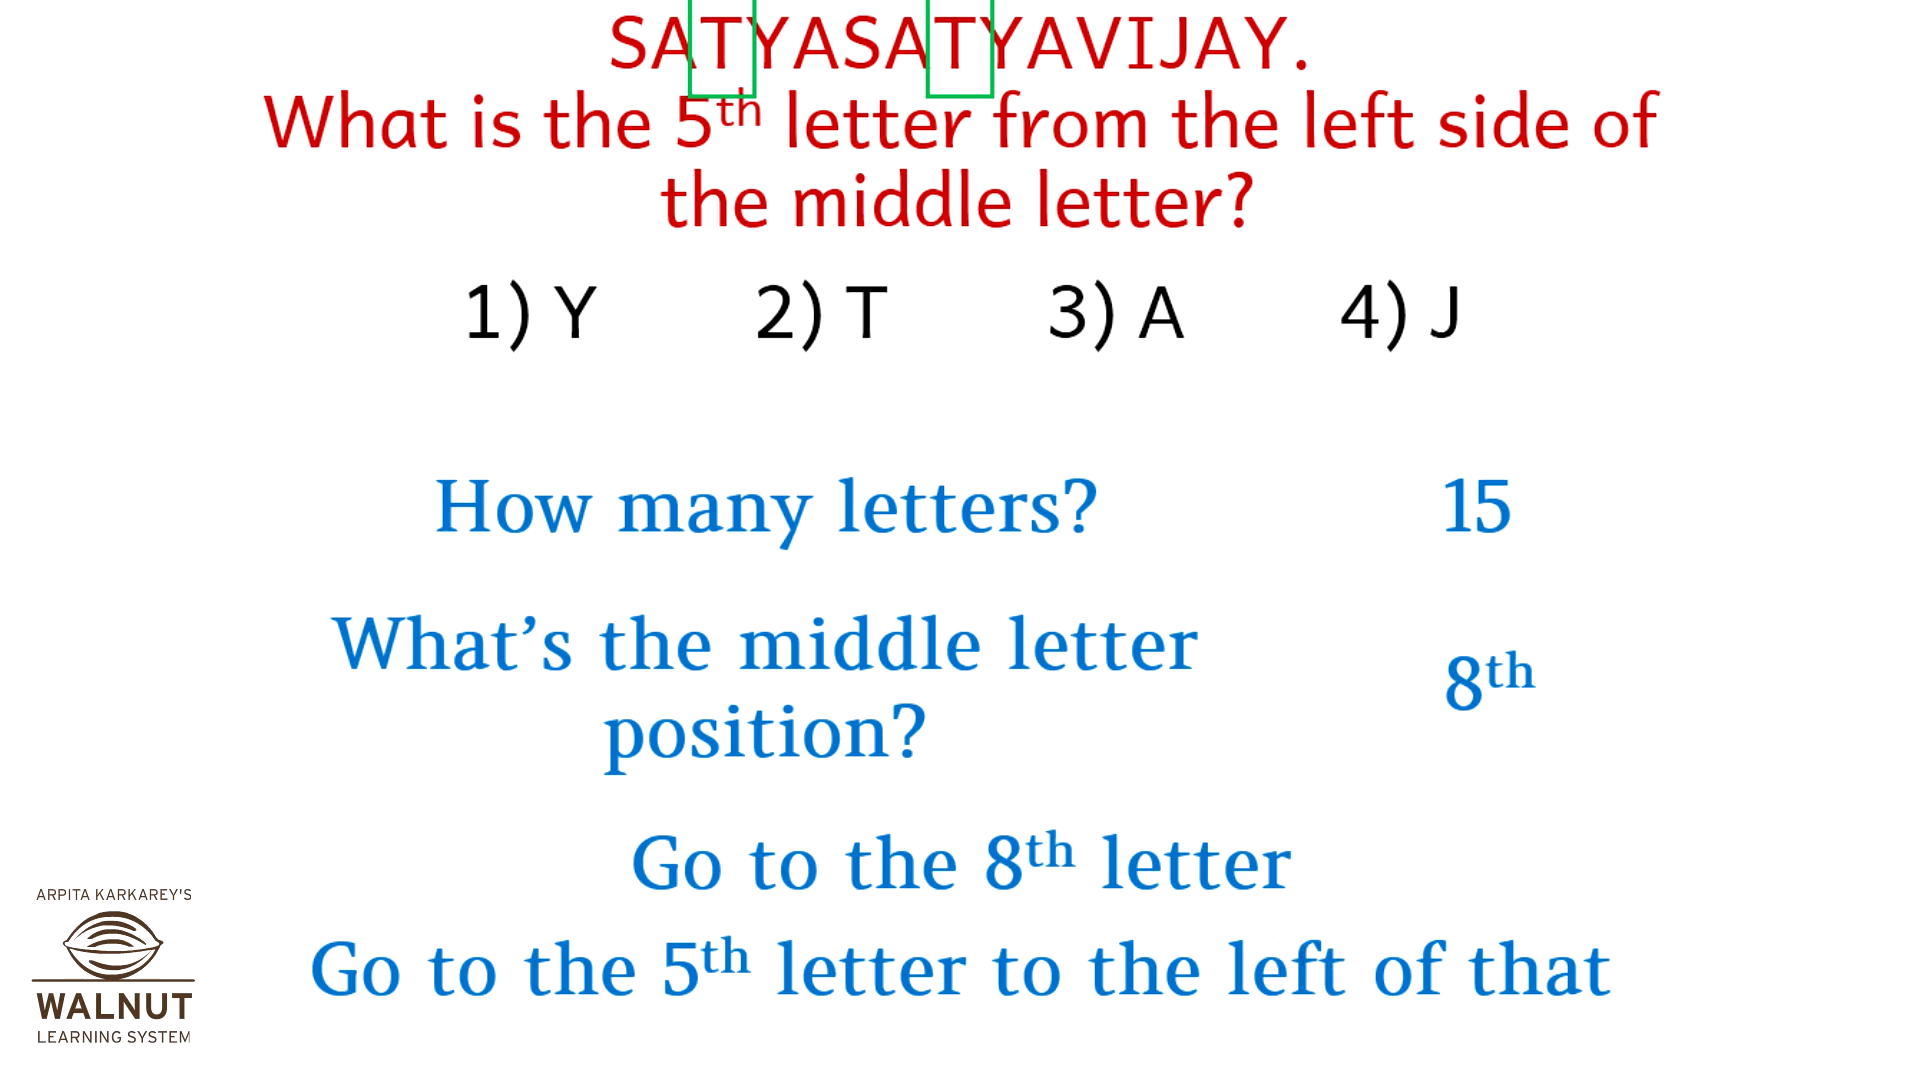 SATYASATYAVIJAY.
What is the 5th letter from the left side of
the middle letter?
1) Y 2) T 3) A 4) J
How many letters? 15
What’s the middle letter
position?
8th
Go to the 8th letter
Go to the 5th letter to the left of that
ARPITA KARKAREY'S
WALNUT
LEARNING SYSTEM